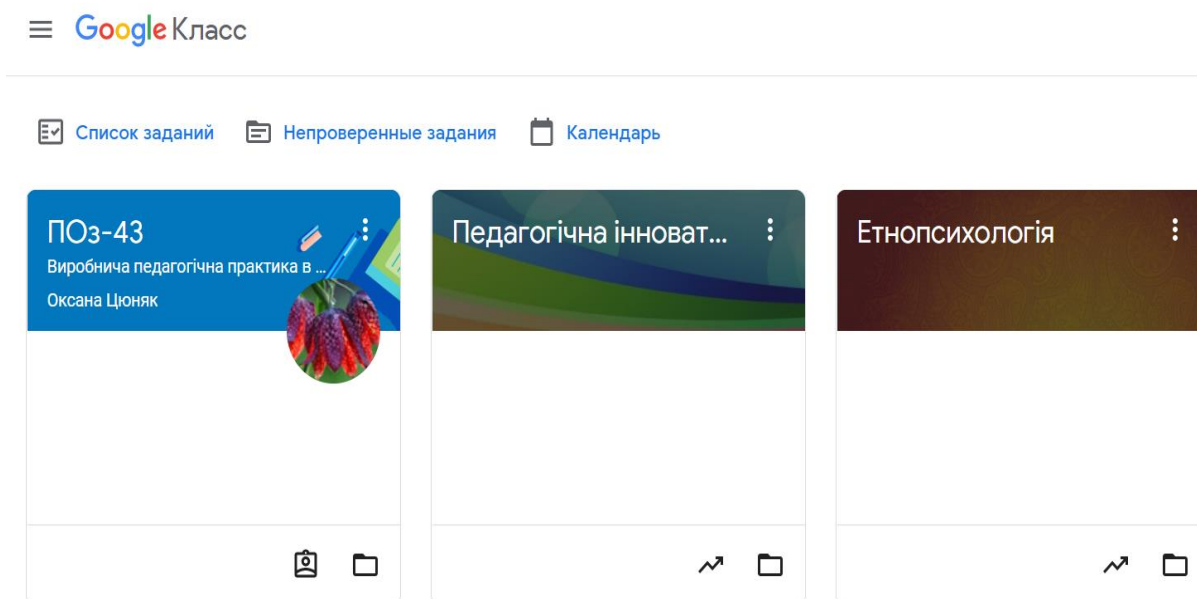 Google Класс
Список заданий
Непроверенные задания
Календарь
ПОз-43
Виробнича педагогічна практика в ...
Оксана Цюняк
Педагогічна інноват...
Етнопсихологія